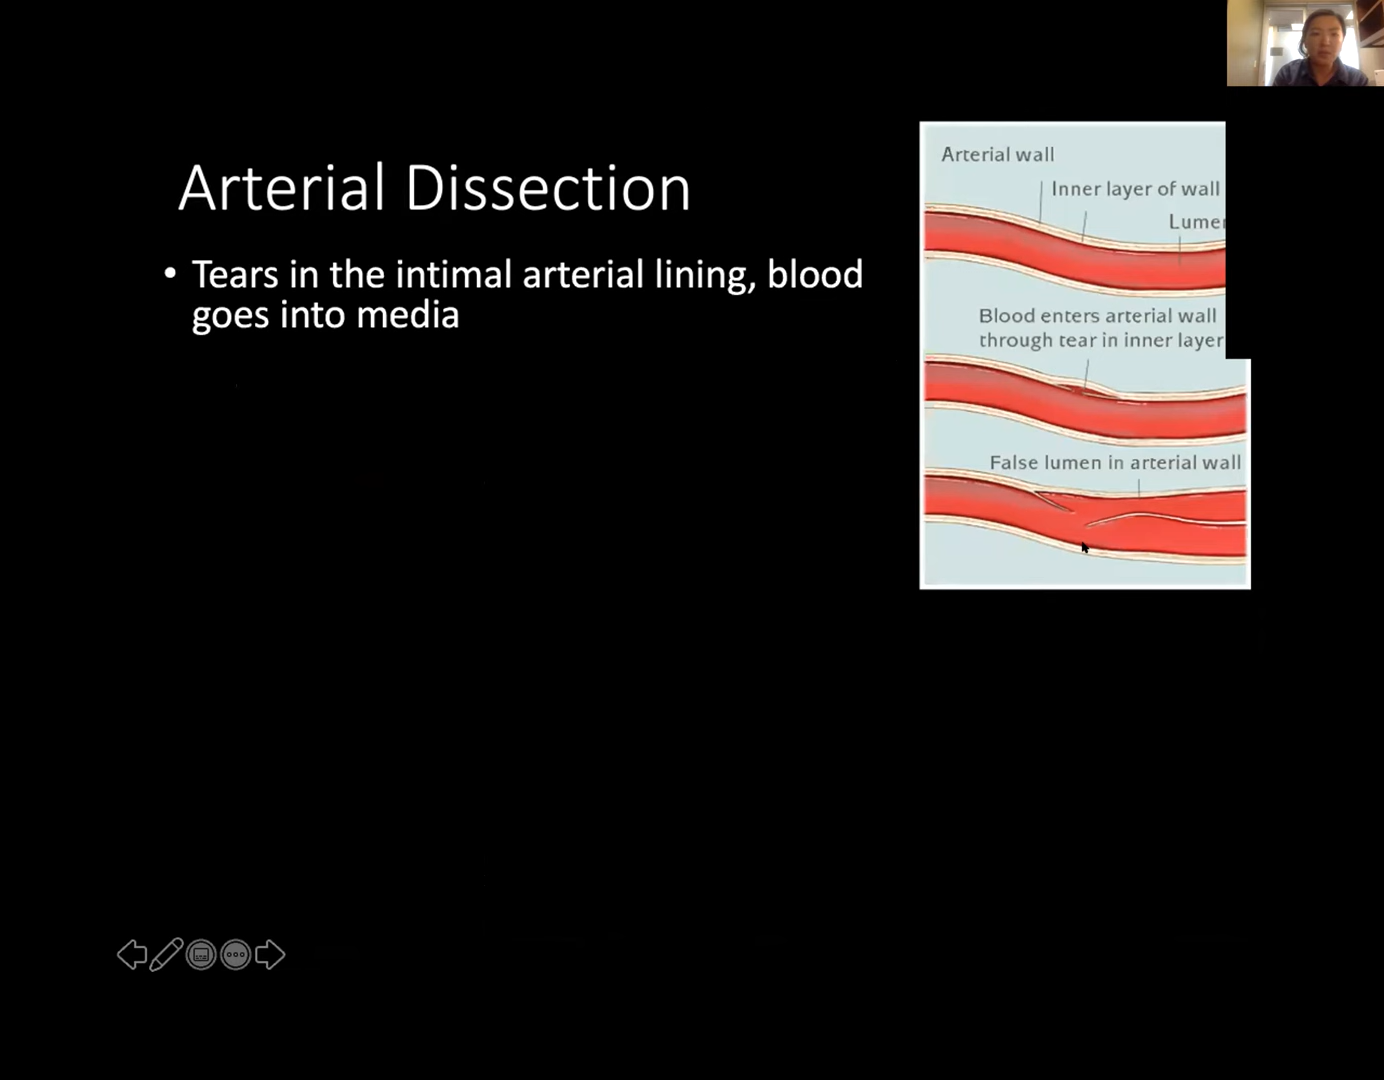 Arterial Dissection
• Tears in the intimal arterial lining, blood
goes into media
Arterial wall
Inner layer of wall
Blood enters arterial wall
through tear in inner layer
False lumen in arterial wall